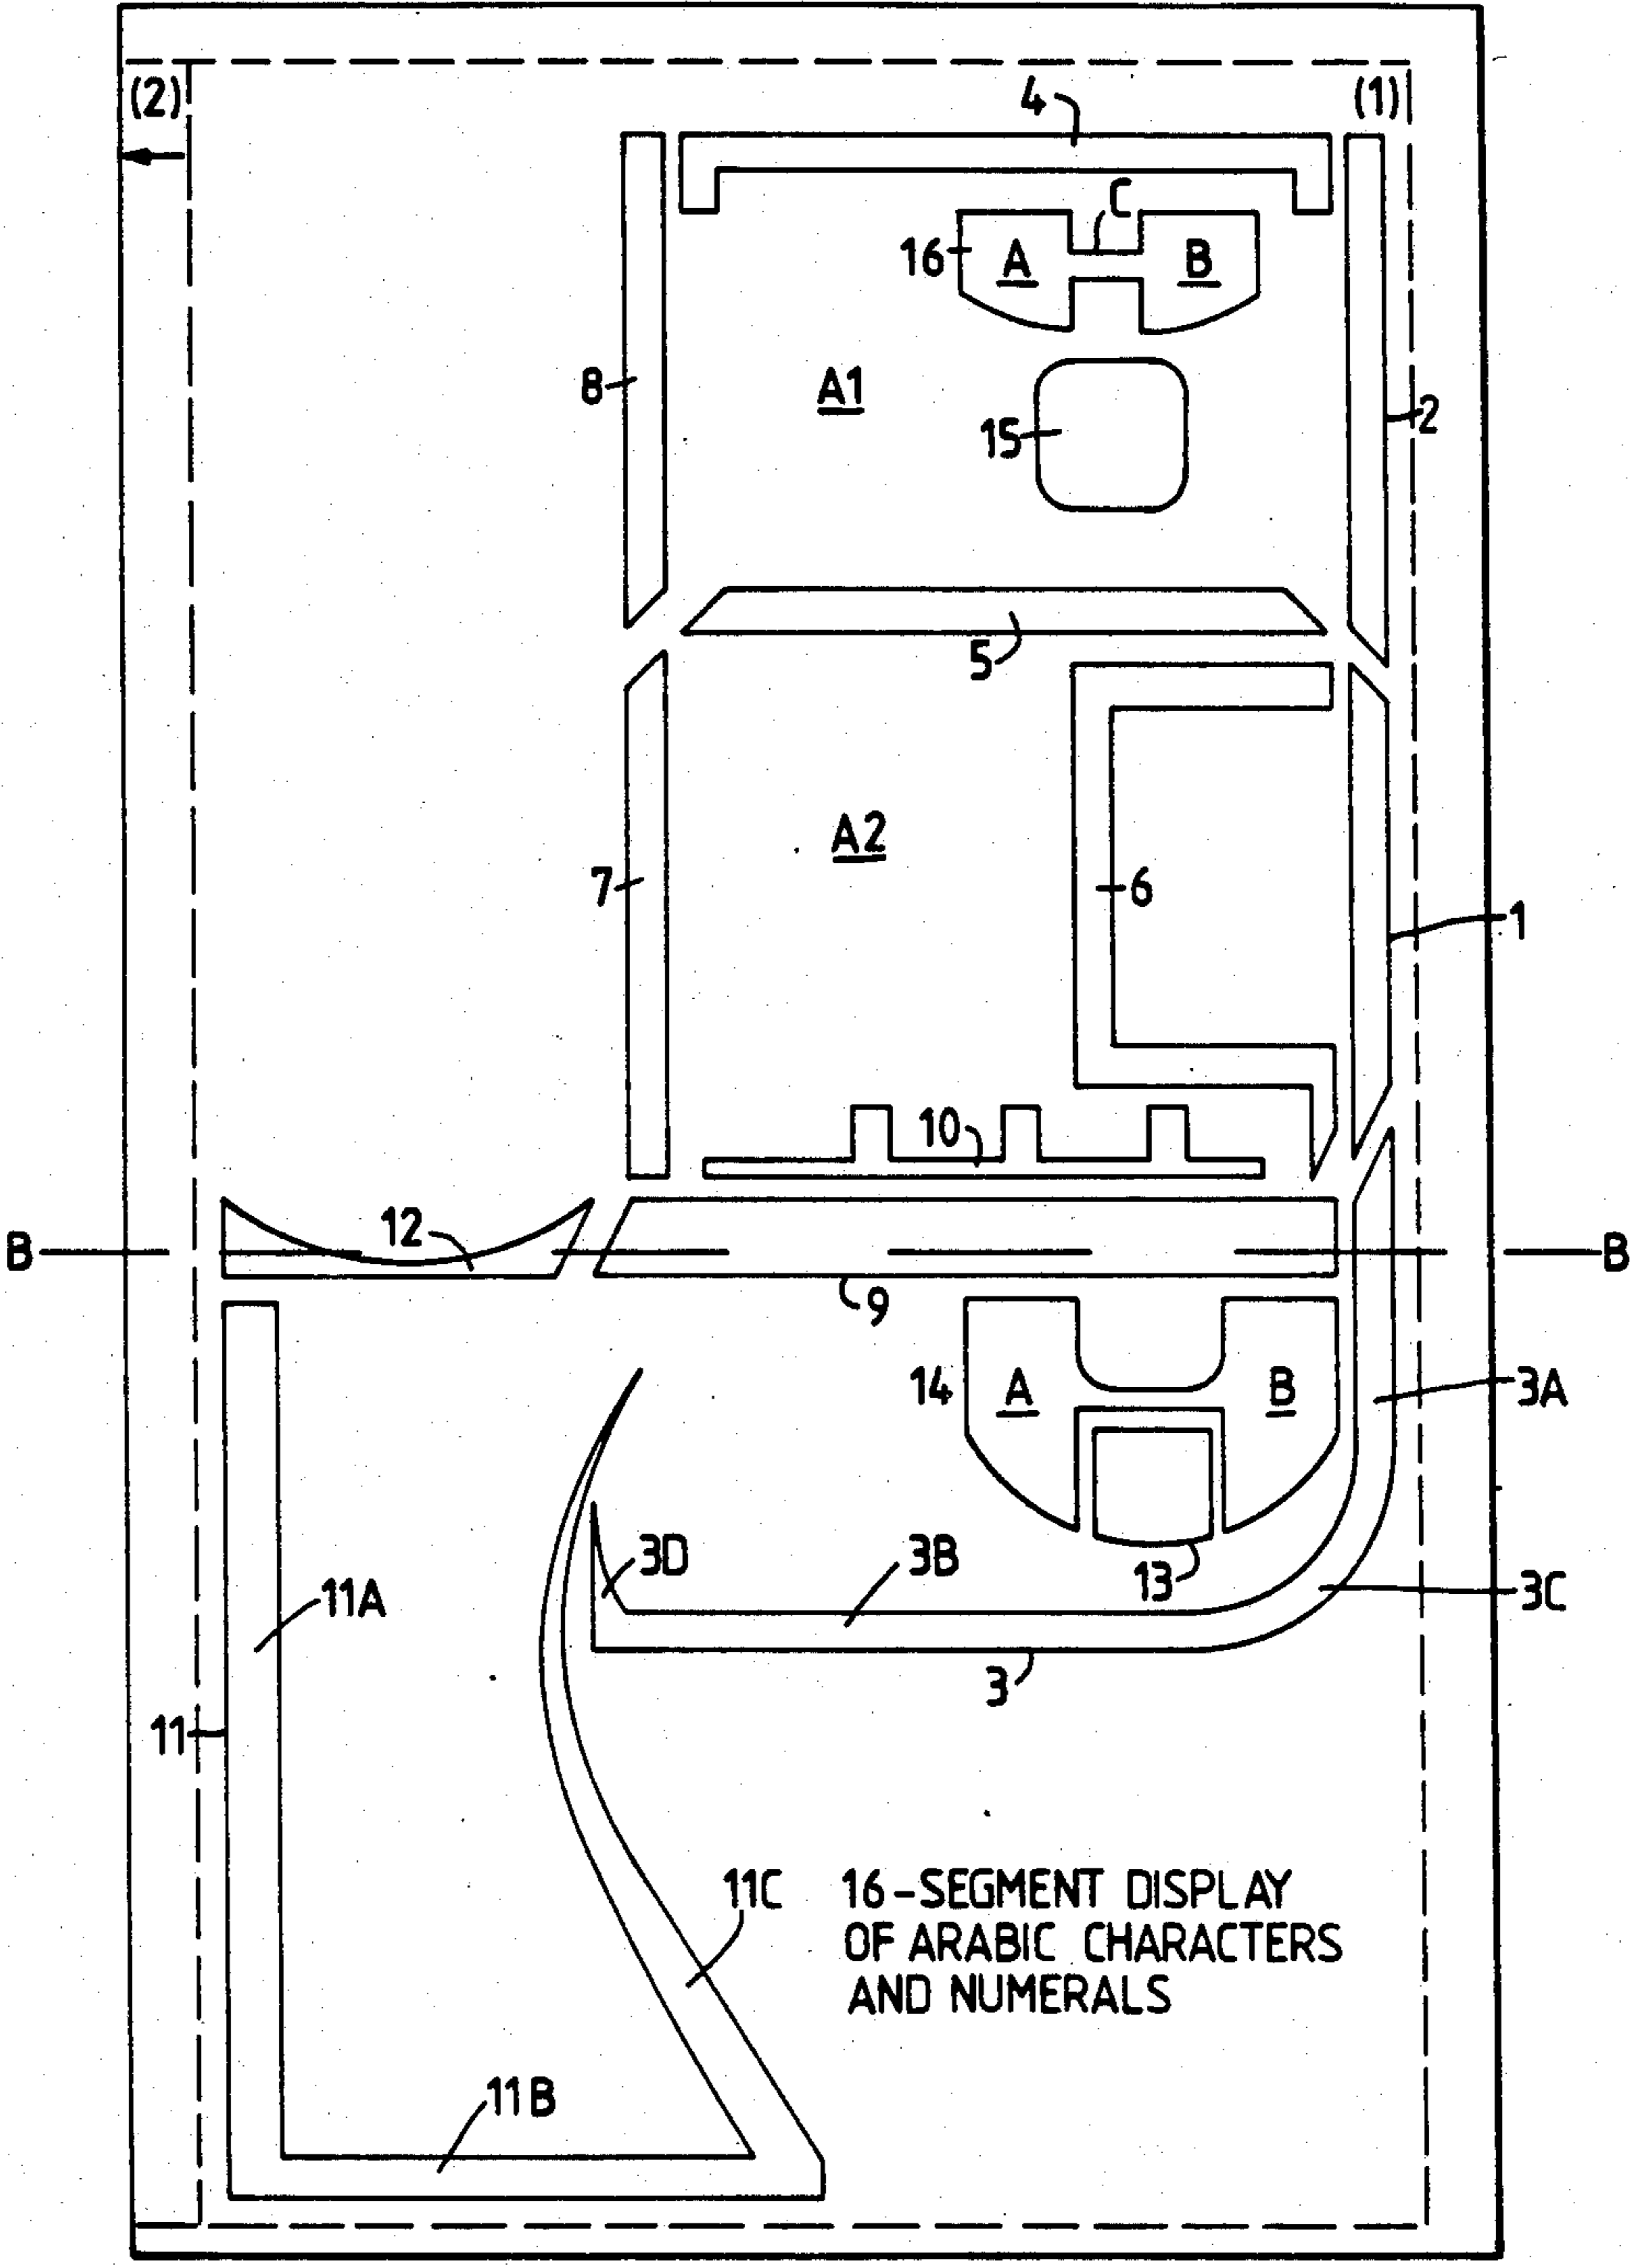 (2)
(1)
4
C
16
A
B
8
A1
2
15
5
A2
7
6
1
10
B
12
B
9
14
A
B
3A
3D
3B
13
3C
11A
3
11
11C
16-SEGMENT DISPLAY
OF ARABIC CHARACTERS
AND NUMERALS
11B